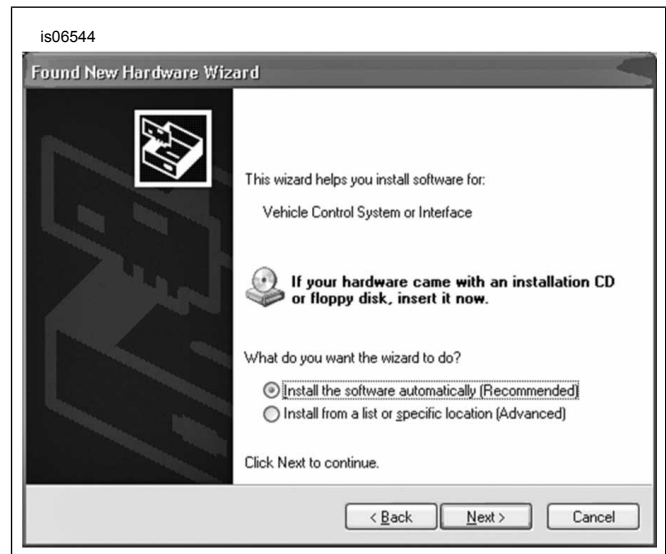 is06544
Found New Hardware Wizard
This wizard helps you install software for:
Vehicle Control System or Interface
If your hardware came with an installation CD
or floppy disk, insert it now.
What do you want the wizard to do?
Install the software automatically (Recommended)
Install from a list or specific location (Advanced)
Click Next to continue.
< Back Next > Cancel